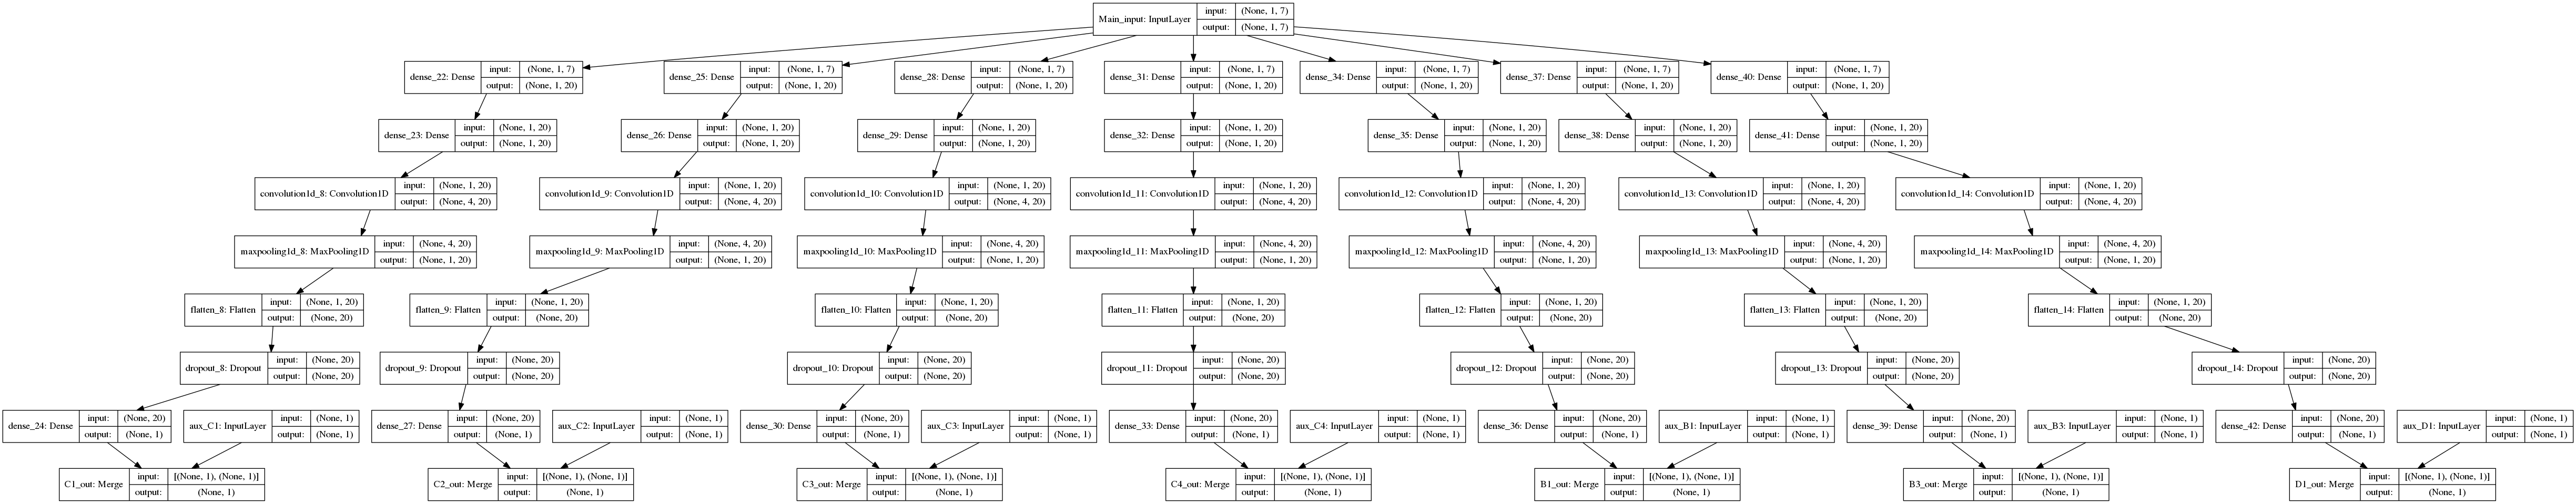 Main_input: InputLayer input: (None, 1, 7)
output: (None, 1, 7)
dense_22: Dense input: (None, 1, 7)
output: (None, 1, 20)
dense_25: Dense input: (None, 1, 7)
output: (None, 1, 20)
dense_28: Dense input: (None, 1, 7)
output: (None, 1, 20)
dense_31: Dense input: (None, 1, 7)
output: (None, 1, 20)
dense_34: Dense input: (None, 1, 7)
output: (None, 1, 20)
dense_37: Dense input: (None, 1, 7)
output: (None, 1, 20)
dense_40: Dense input: (None, 1, 7)
output: (None, 1, 20)
dense_23: Dense input: (None, 1, 20)
output: (None, 1, 20)
dense_26: Dense input: (None, 1, 20)
output: (None, 1, 20)
dense_29: Dense input: (None, 1, 20)
output: (None, 1, 20)
dense_32: Dense input: (None, 1, 20)
output: (None, 1, 20)
dense_35: Dense input: (None, 1, 20)
output: (None, 1, 20)
dense_38: Dense input: (None, 1, 20)
output: (None, 1, 20)
dense_41: Dense input: (None, 1, 20)
output: (None, 1, 20)
convolution1d_8: Convolution1D input: (None, 1, 20)
output: (None, 4, 20)
convolution1d_9: Convolution1D input: (None, 1, 20)
output: (None, 4, 20)
convolution1d_10: Convolution1D input: (None, 1, 20)
output: (None, 4, 20)
convolution1d_11: Convolution1D input: (None, 1, 20)
output: (None, 4, 20)
convolution1d_12: Convolution1D input: (None, 1, 20)
output: (None, 4, 20)
convolution1d_13: Convolution1D input: (None, 1, 20)
output: (None, 4, 20)
convolution1d_14: Convolution1D input: (None, 1, 20)
output: (None, 4, 20)
maxpooling1d_8: MaxPooling1D input: (None, 4, 20)
output: (None, 1, 20)
maxpooling1d_9: MaxPooling1D input: (None, 4, 20)
output: (None, 1, 20)
maxpooling1d_10: MaxPooling1D input: (None, 4, 20)
output: (None, 1, 20)
maxpooling1d_11: MaxPooling1D input: (None, 4, 20)
output: (None, 1, 20)
maxpooling1d_12: MaxPooling1D input: (None, 4, 20)
output: (None, 1, 20)
maxpooling1d_13: MaxPooling1D input: (None, 4, 20)
output: (None, 1, 20)
maxpooling1d_14: MaxPooling1D input: (None, 4, 20)
output: (None, 1, 20)
flatten_8: Flatten input: (None, 1, 20)
output: (None, 20)
flatten_9: Flatten input: (None, 1, 20)
output: (None, 20)
flatten_10: Flatten input: (None, 1, 20)
output: (None, 20)
flatten_11: Flatten input: (None, 1, 20)
output: (None, 20)
flatten_12: Flatten input: (None, 1, 20)
output: (None, 20)
flatten_13: Flatten input: (None, 1, 20)
output: (None, 20)
flatten_14: Flatten input: (None, 1, 20)
output: (None, 20)
dropout_8: Dropout input: (None, 20)
output: (None, 20)
dropout_9: Dropout input: (None, 20)
output: (None, 20)
dropout_10: Dropout input: (None, 20)
output: (None, 20)
dropout_11: Dropout input: (None, 20)
output: (None, 20)
dropout_12: Dropout input: (None, 20)
output: (None, 20)
dropout_13: Dropout input: (None, 20)
output: (None, 20)
dropout_14: Dropout input: (None, 20)
output: (None, 20)
dense_24: Dense input: (None, 20)
output: (None, 1)
aux_C1: InputLayer input: (None, 1)
output: (None, 1)
dense_27: Dense input: (None, 20)
output: (None, 1)
aux_C2: InputLayer input: (None, 1)
output: (None, 1)
dense_30: Dense input: (None, 20)
output: (None, 1)
aux_C3: InputLayer input: (None, 1)
output: (None, 1)
dense_33: Dense input: (None, 20)
output: (None, 1)
aux_C4: InputLayer input: (None, 1)
output: (None, 1)
dense_36: Dense input: (None, 20)
output: (None, 1)
aux_B1: InputLayer input: (None, 1)
output: (None, 1)
dense_39: Dense input: (None, 20)
output: (None, 1)
aux_B3: InputLayer input: (None, 1)
output: (None, 1)
dense_42: Dense input: (None, 20)
output: (None, 1)
aux_D1: InputLayer input: (None, 1)
output: (None, 1)
C1_out: Merge input: [(None, 1), (None, 1)]
output: (None, 1)
C2_out: Merge input: [(None, 1), (None, 1)]
output: (None, 1)
C3_out: Merge input: [(None, 1), (None, 1)]
output: (None, 1)
C4_out: Merge input: [(None, 1), (None, 1)]
output: (None, 1)
B1_out: Merge input: [(None, 1), (None, 1)]
output: (None, 1)
B3_out: Merge input: [(None, 1), (None, 1)]
output: (None, 1)
D1_out: Merge input: [(None, 1), (None, 1)]
output: (None, 1)